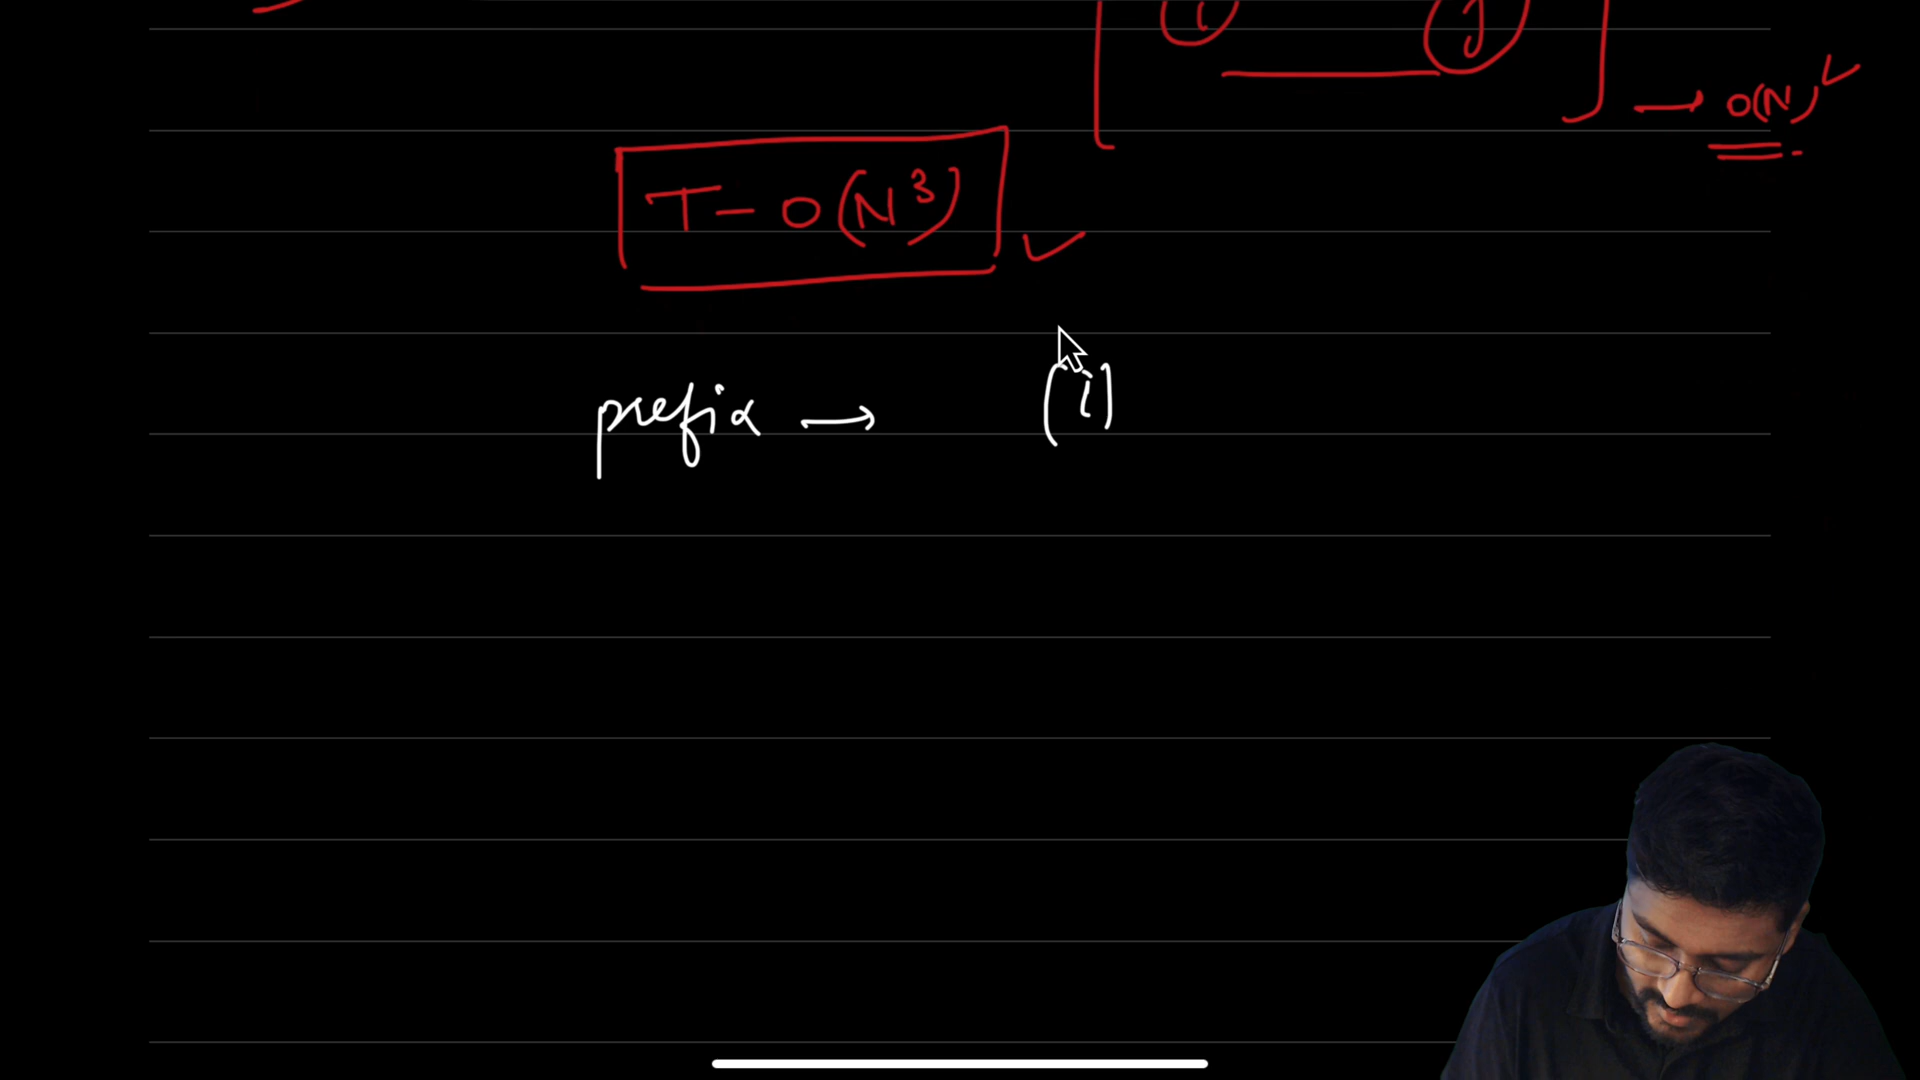 i j
→ O(N) ✓
T - O(N³) ✓
prefix → (i)